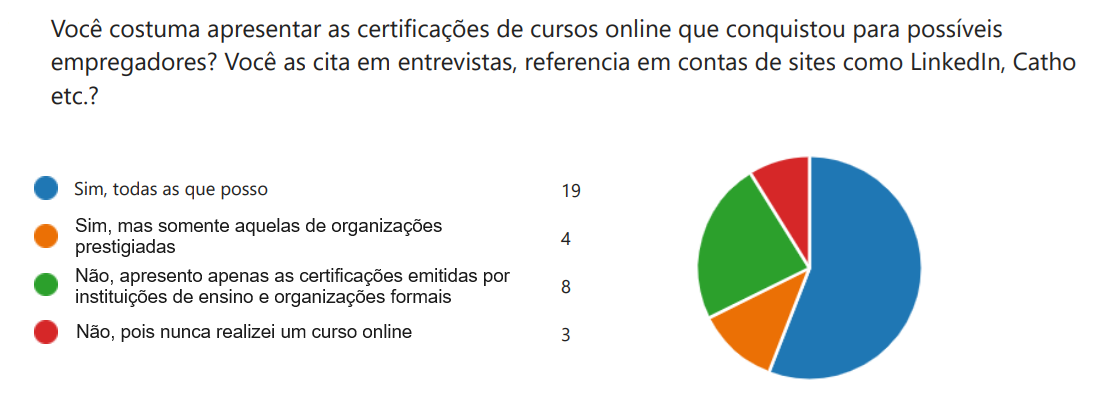 Você costuma apresentar as certificações de cursos online que conquistou para possíveis
empregadores? Você as cita em entrevistas, referencia em contas de sites como LinkedIn, Catho
etc.?
Sim, todas as que posso 19
Sim, mas somente aquelas de organizações
prestigiadas 4
Não, apresento apenas as certificações emitidas por
instituições de ensino e organizações formais 8
Não, pois nunca realizei um curso online 3